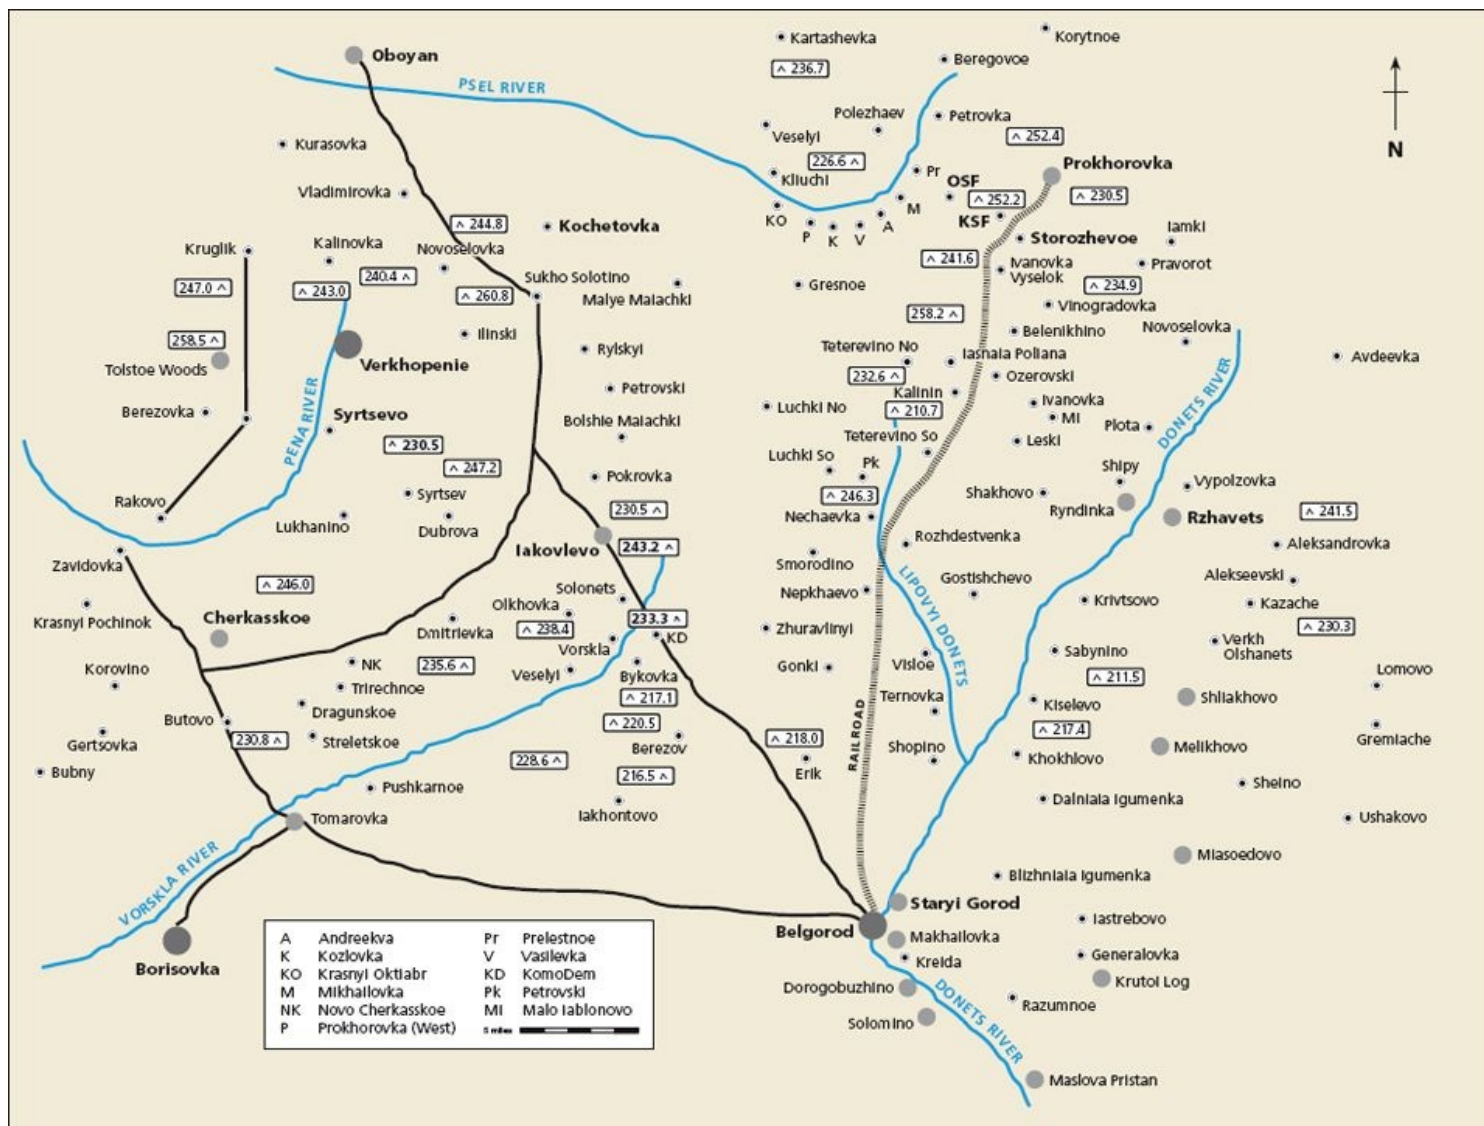 Kartashevka
Korytnoe
Oboyan
^ 236.7
Beregovoe
PSEL RIVER
Polezhaev
Petrovka
Veselyi
^ 252.4
Kurasovka
226.6 ^
Prokhorovka
N
Kliuchi
Pr
OSF
Vladimirovka
^ 252.2
^ 230.5
M
KO
A
KSF
^ 244.8
Kochetovka
P
K
V
Storozhevoe
Iamki
Kruglik
Kalinovka
Novoselovka
^ 241.6
Ivanovka
Vyselok
Pravorot
240.4 ^
Sukho Solotino
Malye Maiachki
Gresnoe
^ 234.9
247.0 ^
^ 243.0
^ 260.8
Vinogradovka
258.2 ^
Ilinski
Belenikhino
Novoselovka
258.5 ^
Teterevino No
Iasnaia Poliana
Rylskyi
Avdeevka
Tolstoe Woods
Verkhopenie
232.6 ^
Ozerovski
Petrovski
Kalinin
Berezovka
Syrtsevo
Luchki No
^ 210.7
Ivanovka
MI
PENA RIVER
Bolshie Maiachki
Teterevino So
Plota
DONETS RIVER
^ 230.5
Leski
^ 247.2
Luchki So
Pk
Shipy
Pokrovka
Syrtsev
^ 246.3
Shakhovo
Vypolzovka
Rakovo
Ryndinka
230.5 ^
Nechaevka
Rzhavets
^ 241.5
Lukhanino
Dubrova
Iakovlevo
243.2 ^
Rozhdestvenka
Aleksandrovka
Zavidovka
Smorodino
LIPOVYI DONETS
Gostishchevo
Alekseevski
^ 246.0
Solonets
Nepkhaevo
Krivtsovo
Kazache
Krasnyi Pochinok
Cherkasskoe
Olkhovka
233.3 ^
Zhuravlinyi
^ 230.3
Dmitrievka
^ 238.4
KD
Verkh
Olshanets
Vorskla
Sabynino
Korovino
NK
235.6 ^
Veselyi
Bykovka
Gonki
Visloe
^ 211.5
Lomovo
Trirechnoe
^ 217.1
Ternovka
Kiselevo
Shliakhovo
Dragunskoe
Butovo
^ 220.5
RAILROAD
^ 217.4
Gertsovka
230.8 ^
Streletskoe
^ 218.0
Gremiache
Berezov
Melikhovo
228.6 ^
Shopino
Khokhlovo
Bubny
216.5 ^
Erik
Sheino
Pushkarnoe
Dalniaia Igumenka
Iakhontovo
Tomarovka
Ushakovo
VORSKLA RIVER
Miasoedovo
Blizhniaia Igumenka
Staryi Gorod
Iastrebovo
Belgorod
Makhailovka
Borisovka
Kreida
Generalovka
Dorogobuzhino
Krutoi Log
Razumnoe
Solomino
DONETS RIVER
Maslova Pristan
A Andreekva
K Kozlovka
KO Krasnyi Oktiabr
M Mikhailovka
NK Novo Cherkasskoe
P Prokhorovka (West)
Pr Prelestnoe
V Vasilevka
KD KomoDem
Pk Petrovski
MI Malo Iablonovo
5 miles